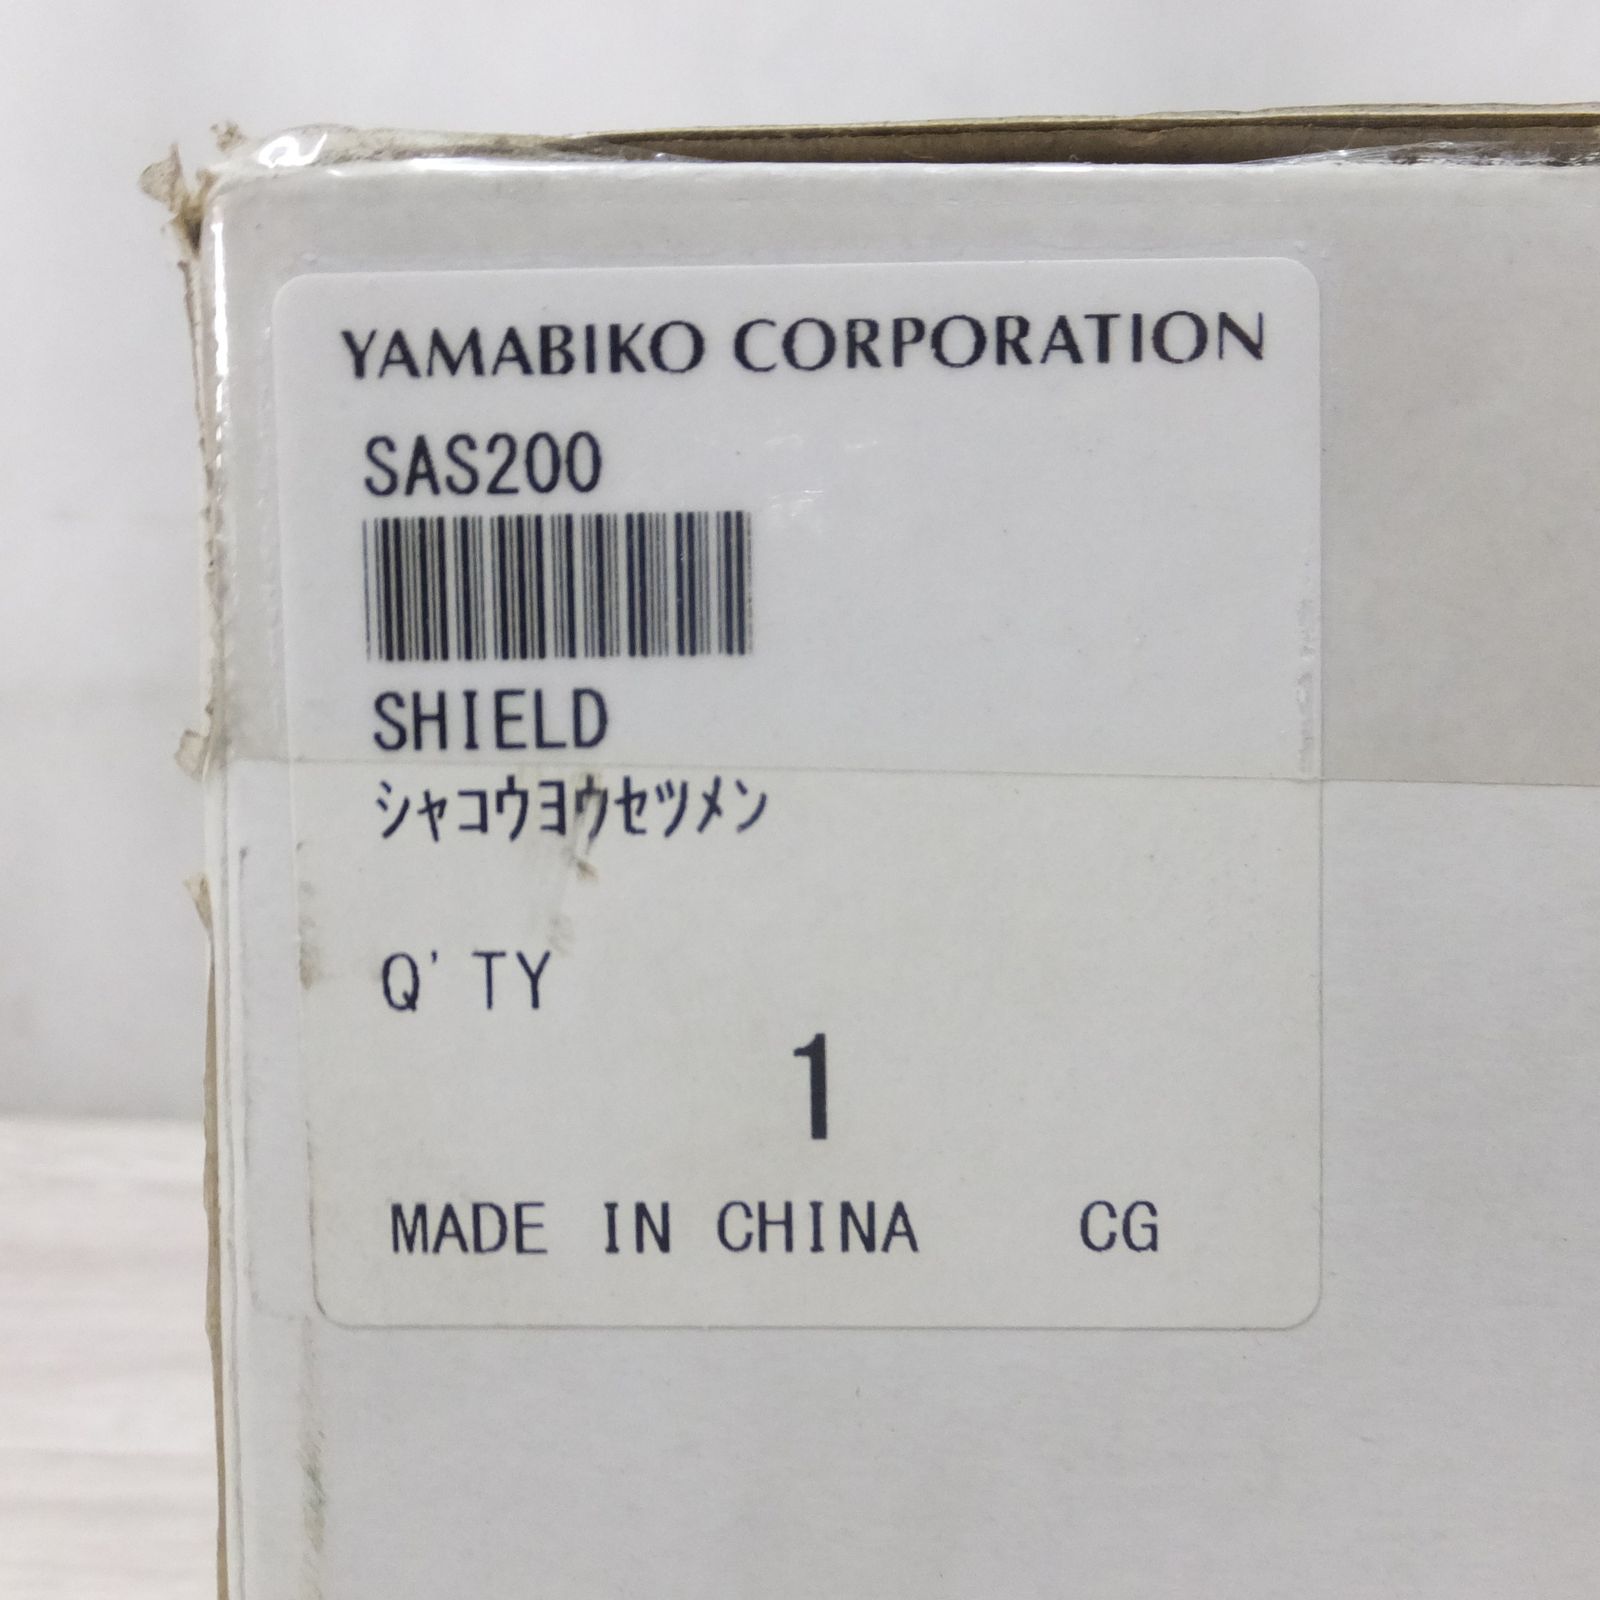 YAMABIKO CORPORATION
SAS200
SHIELD
ｼｬｺｳﾖｳｾﾂﾒﾝ
Q'TY
1
MADE IN CHINA CG